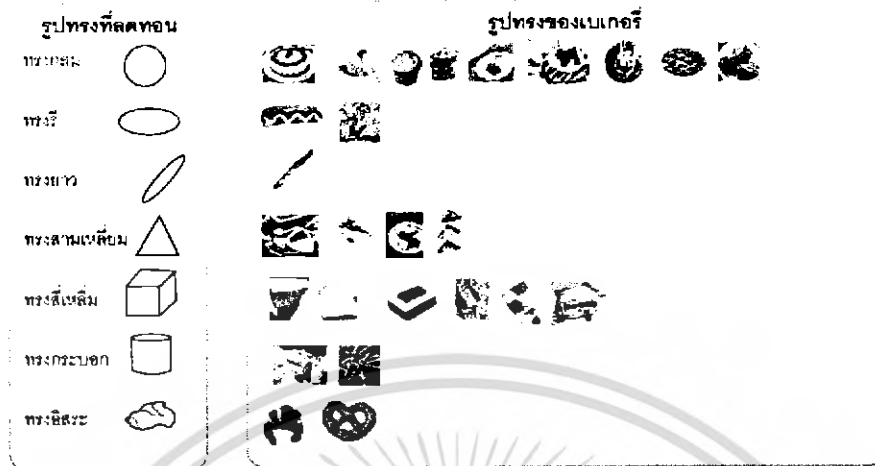 รูปทรงที่ลดทอน
รูปทรงของเบเกอรี่
ทรงกลม
ทรงรี
ทรงยาว
ทรงสามเหลี่ยม
ทรงสี่เหลี่ม
ทรงกระบอก
ทรงอิสระ